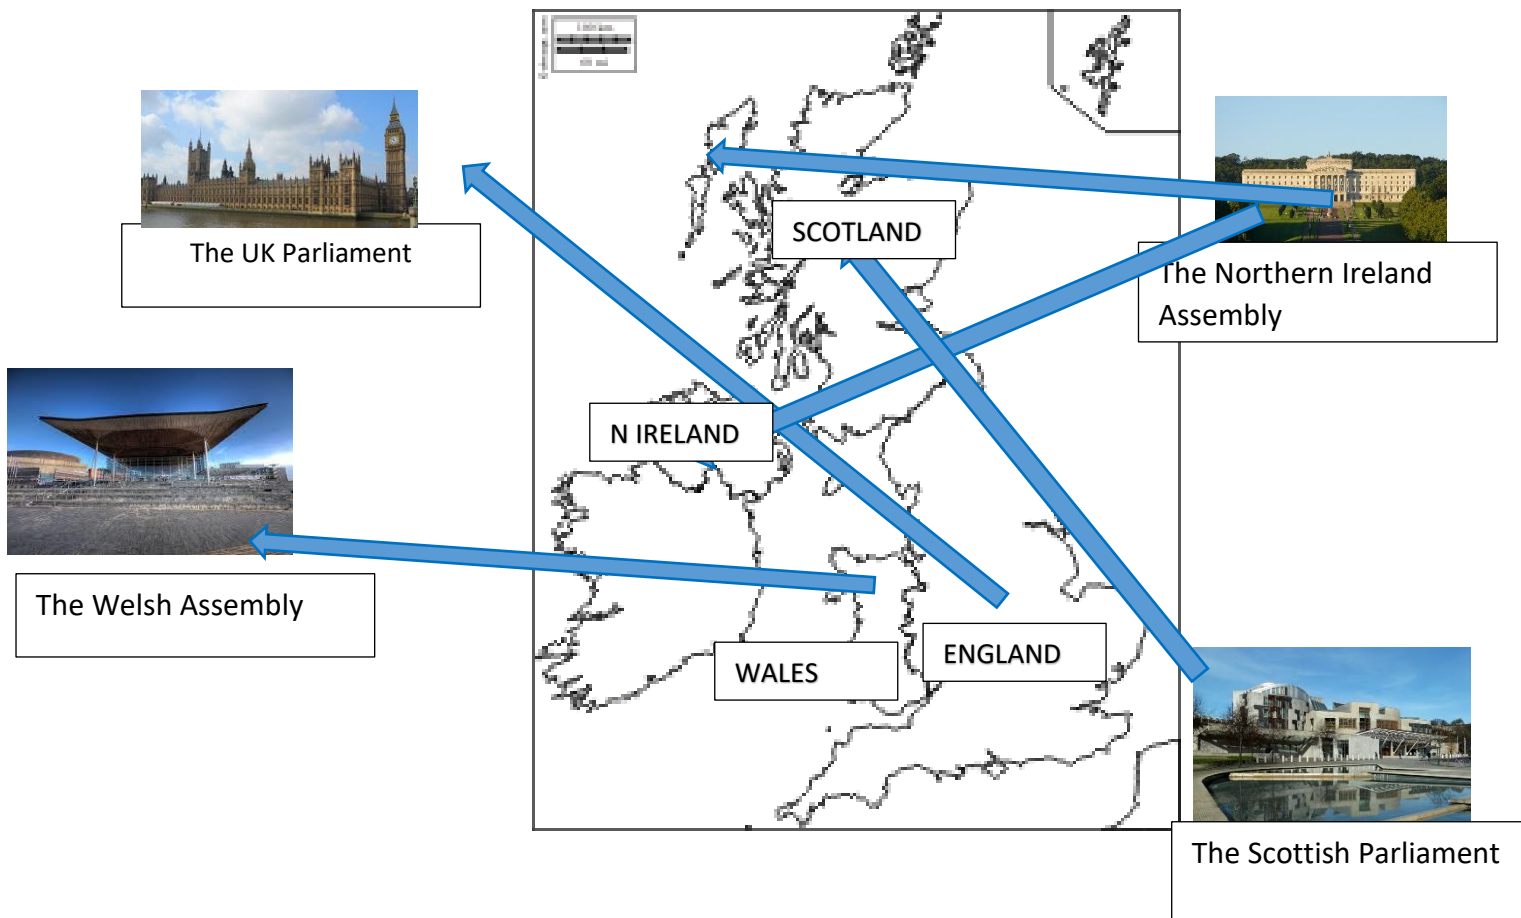 The UK Parliament
SCOTLAND
The Northern Ireland
Assembly
N IRELAND
The Welsh Assembly
WALES
ENGLAND
The Scottish Parliament